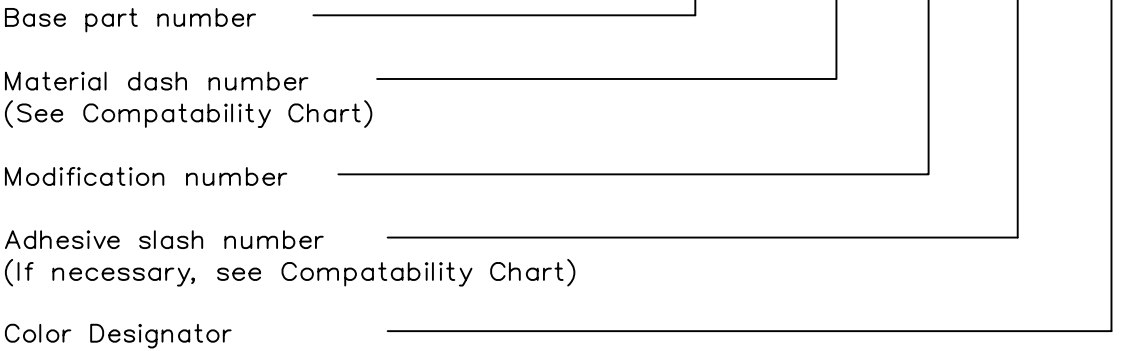 Base part number
Material dash number
(See Compatability Chart)
Modification number
Adhesive slash number
(If necessary, see Compatability Chart)
Color Designator